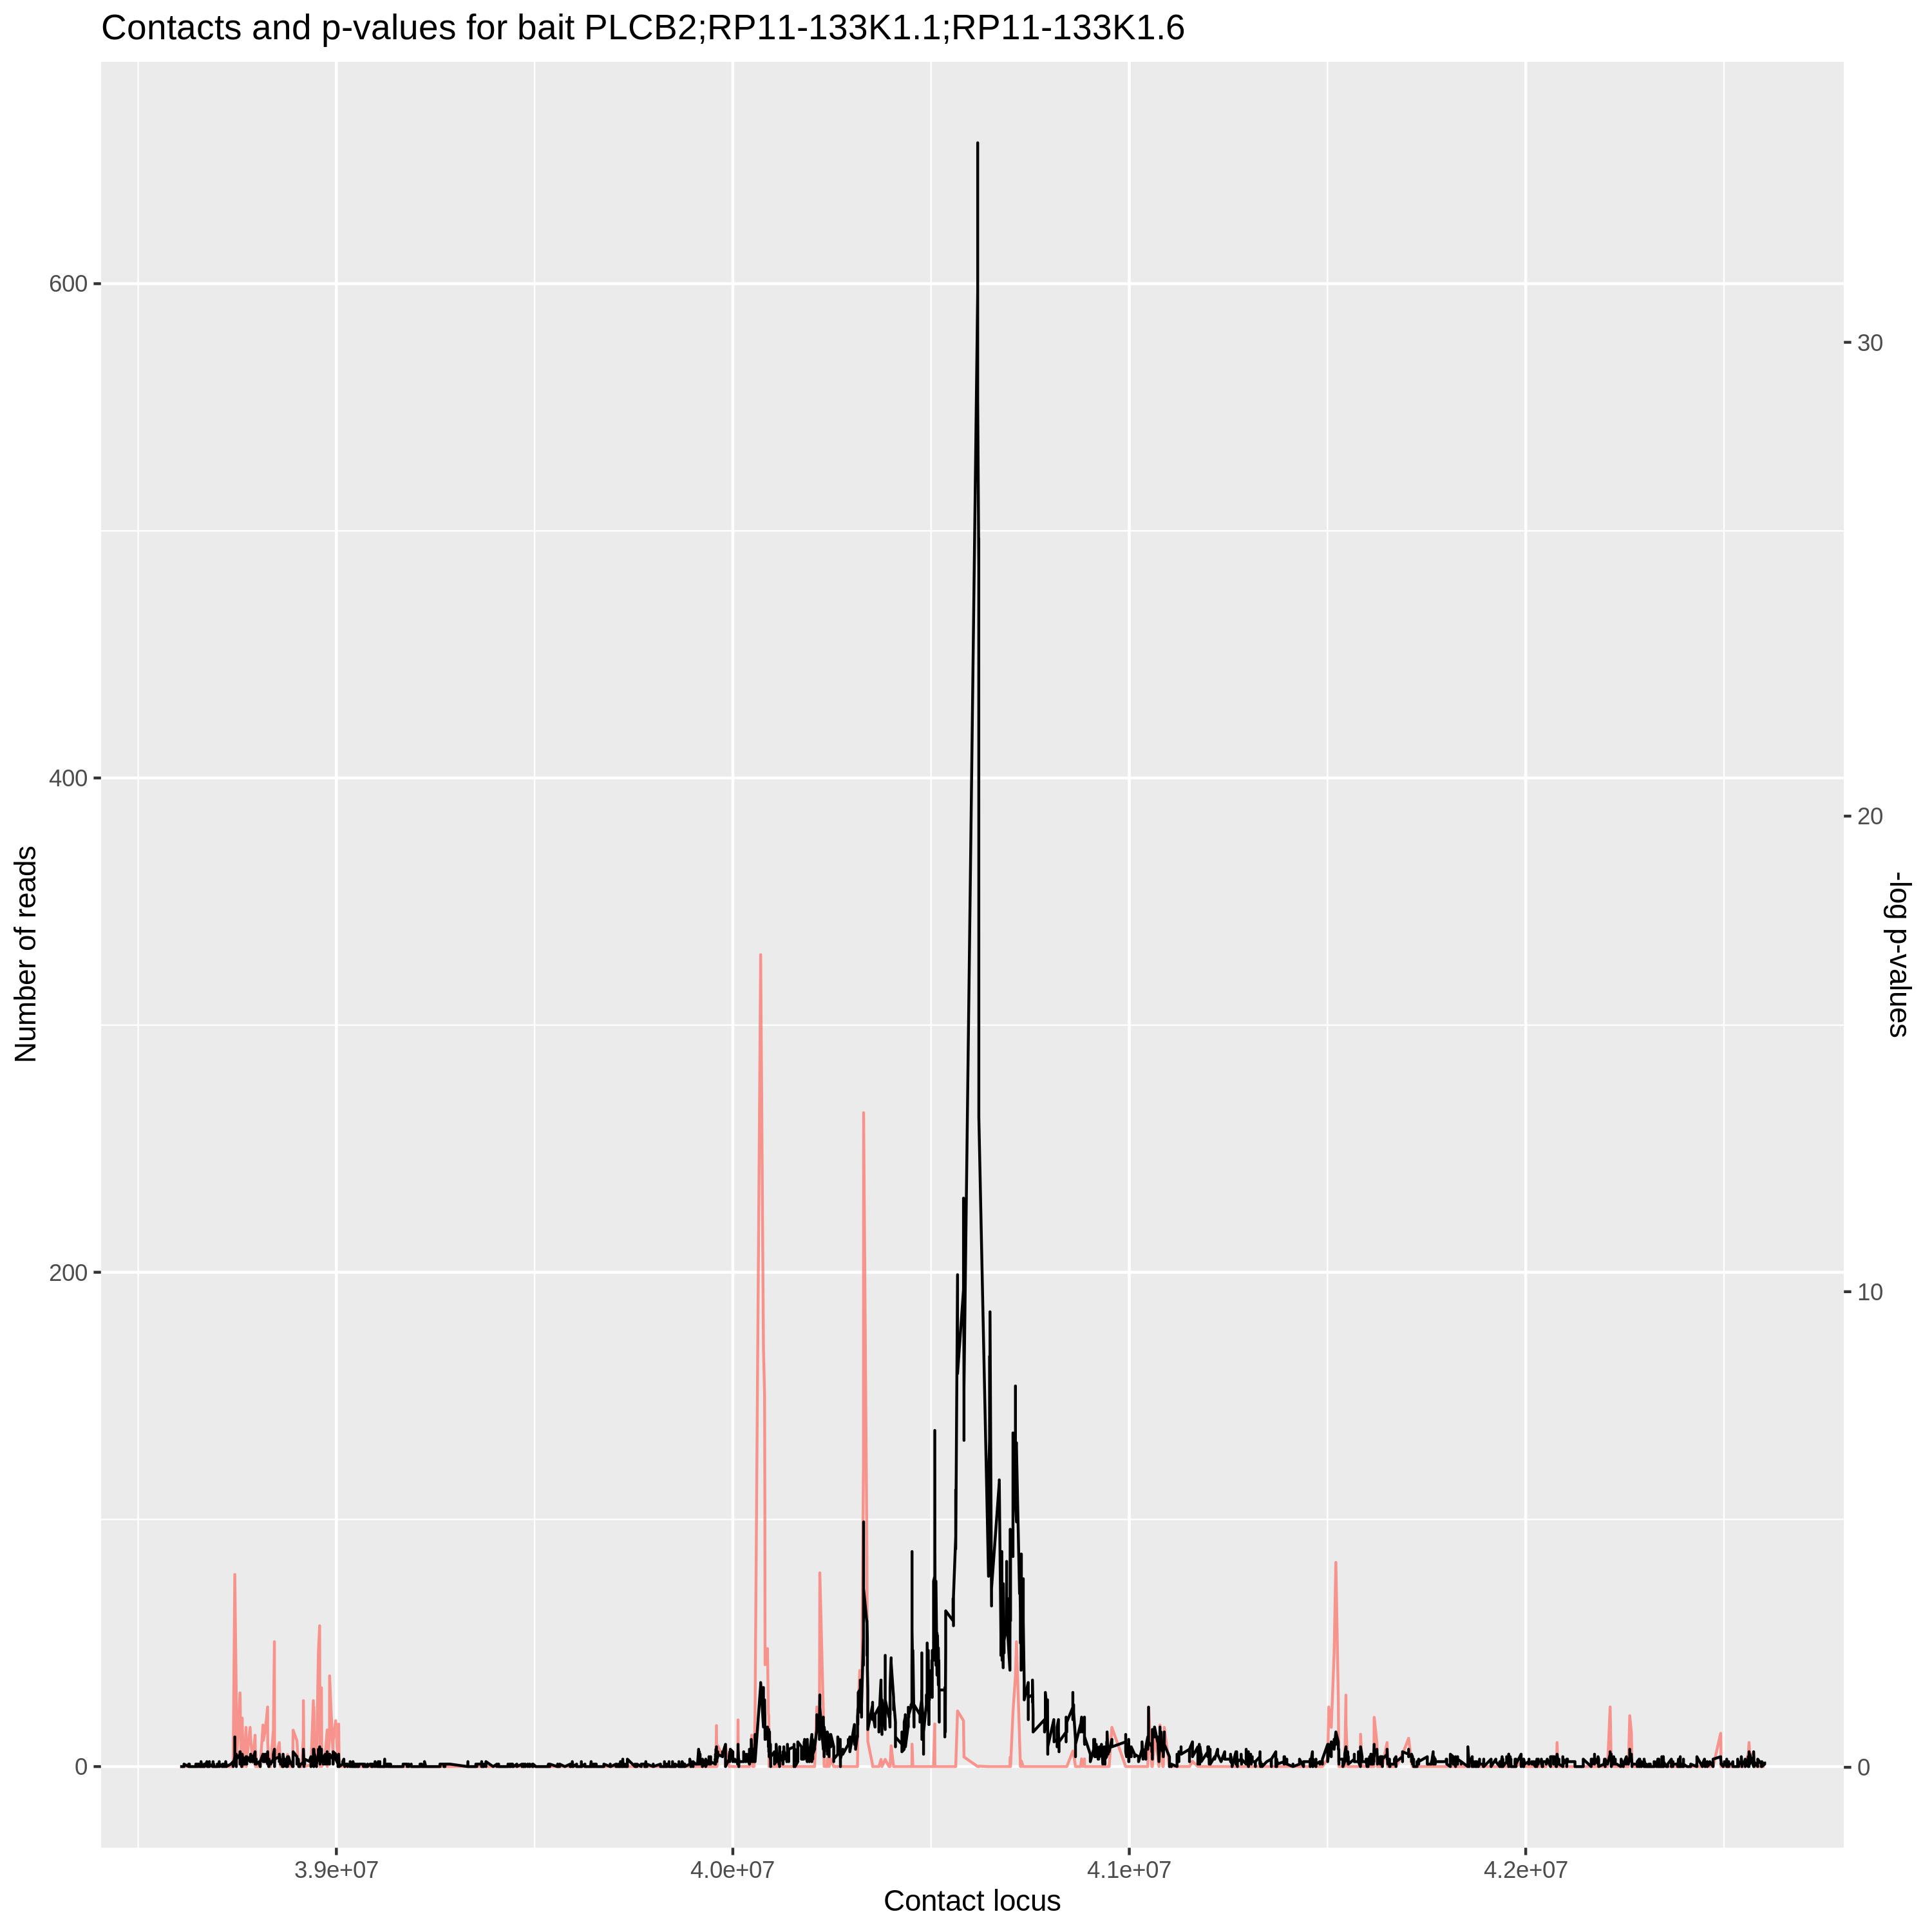 Contacts and p-values for bait PLCB2;RP11-133K1.1;RP11-133K1.6
600
400
200
0
30
20
10
0
Number of reads
-log p-values
3.9e+07
4.0e+07
4.1e+07
4.2e+07
Contact locus